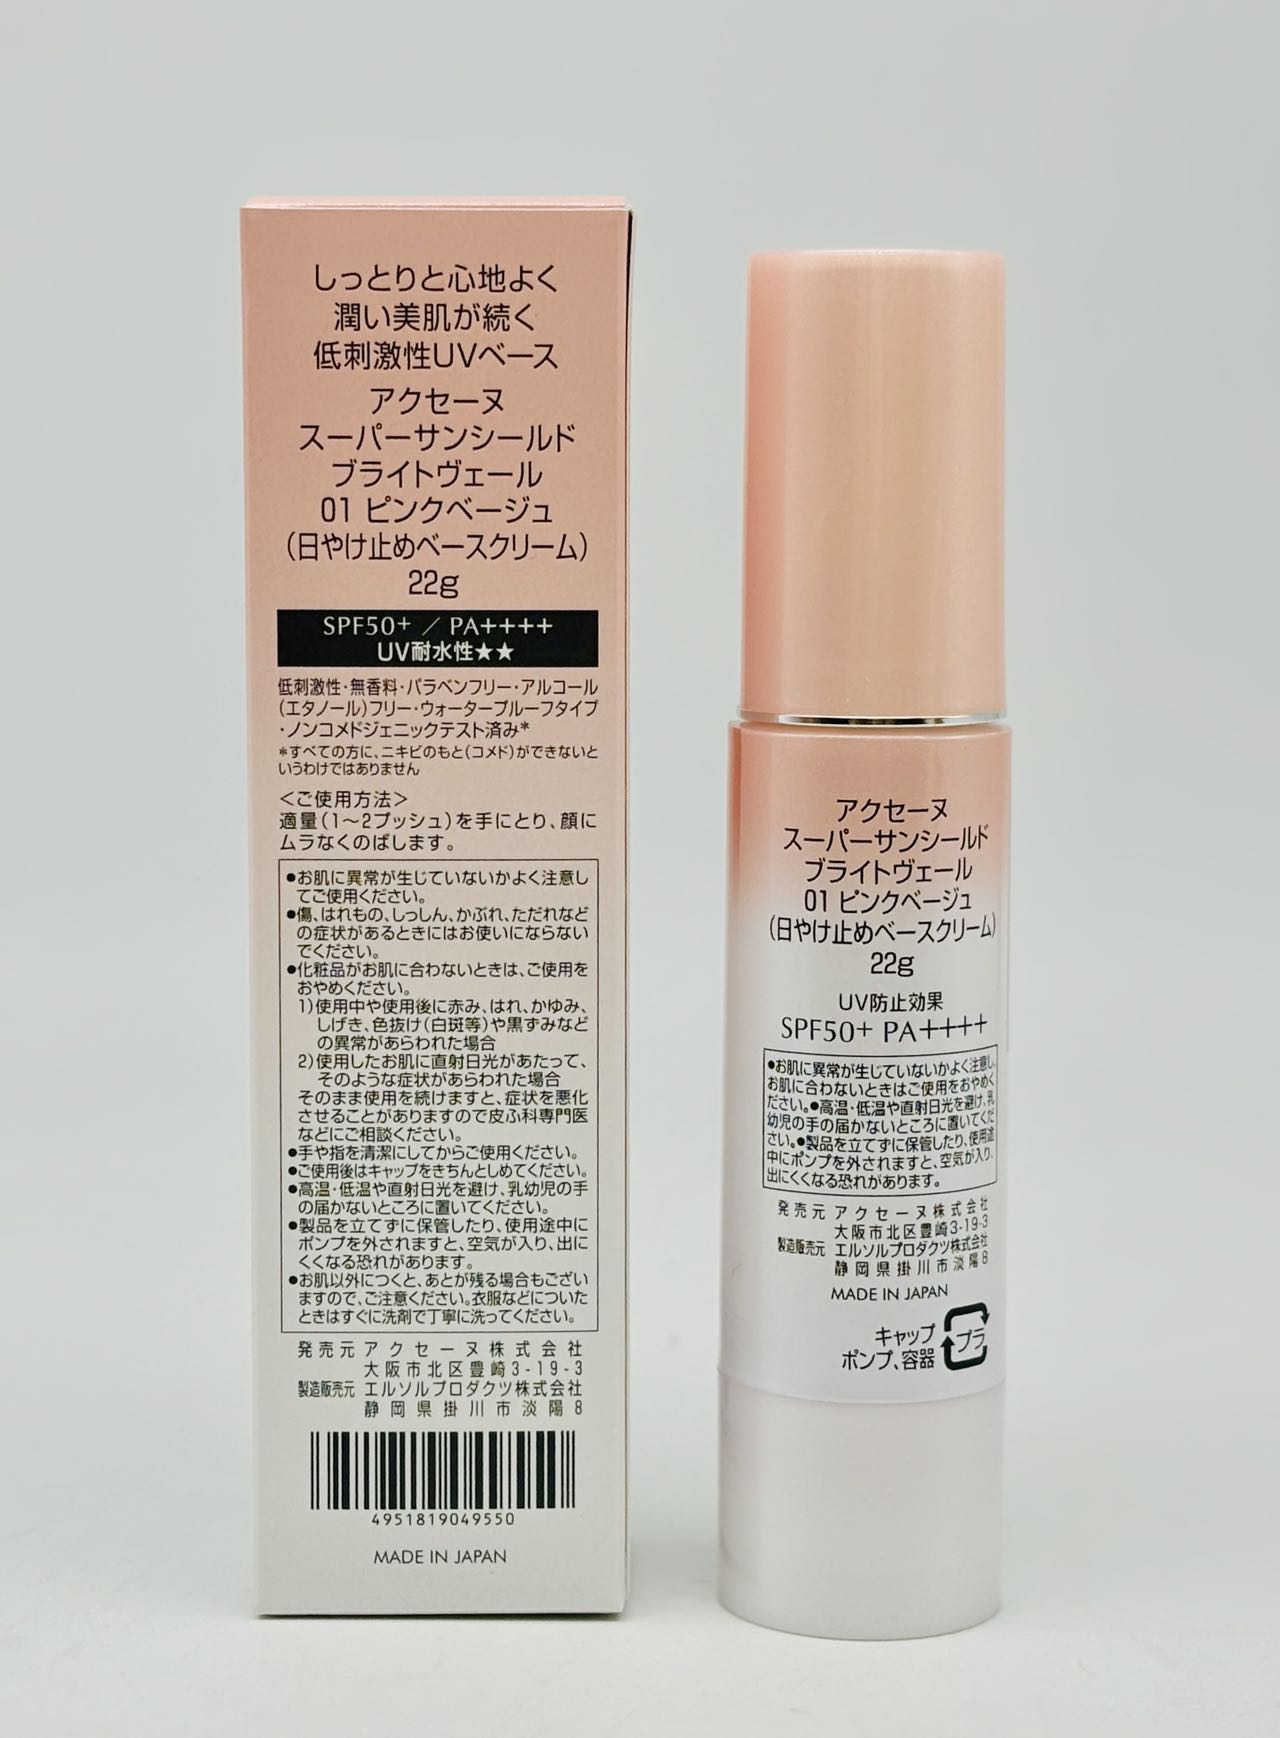 しっとりと心地よく
潤い美肌が続く
低刺激性UVベース
アクセーヌ
スーパーサンシールド
ブライトヴェール
01 ピンクベージュ
(日やけ止めベースクリーム)
22g
SPF50+ / PA++++
UV耐水性★★
低刺激性・無香料・パラベンフリー・アルコール
(エタノール)フリー・ウォータープルーフタイプ
・ノンコメドジェニックテスト済み*
*すべての方に、ニキビのもと(コメド)ができないと
いうわけではありません
<ご使用方法>
適量(1〜2プッシュ)を手にとり、顔に
ムラなくのばします。
●お肌に異常が生じていないかよく注意し
てご使用ください。
●傷、はれもの、しっしん、かぶれ、ただれなど
の症状があるときにはお使いにならない
でください。
●化粧品がお肌に合わないときは、ご使用を
おやめください。
1)使用中や使用後に赤み、はれ、かゆみ、
しげき、色抜け(白斑等)や黒ずみなど
の異常があらわれた場合
2)使用したお肌に直射日光があたって、
そのような症状があらわれた場合
そのまま使用を続けますと、症状を悪化
させることがありますので皮ふ科専門医
などにご相談ください。
●手や指を清潔にしてからご使用ください。
●ご使用後はキャップをきちんとしめてください。
●高温・低温や直射日光を避け、乳幼児の手
の届かないところに置いてください。
●製品を立てずに保管したり、使用途中に
ポンプを外されますと、空気が入り、出に
くくなる恐れがあります。
●お肌以外につくと、あとが残る場合もござい
ますので、ご注意ください。衣服などについた
ときはすぐに洗剤で丁寧に洗ってください。
発売元 アクセーヌ株式会社
大阪市北区豊崎3-19-3
製造販売元 エルソルプロダクツ株式会社
静岡県掛川市淡陽8
4951819049550
MADE IN JAPAN
アクセーヌ
スーパーサンシールド
ブライトヴェール
01 ピンクベージュ
(日やけ止めベースクリーム)
22g
UV防止効果
SPF50+ PA++++
●お肌に異常が生じていないかよく注意し、
お肌に合わないときはご使用をおやめく
ださい。●高温・低温や直射日光を避け、乳
幼児の手の届かないところに置いてくだ
さい。●製品を立てずに保管したり、使用途
中にポンプを外されますと、空気が入り、
出にくくなる恐れがあります。
発売元 アクセーヌ株式会社
大阪市北区豊崎3-19-3
製造販売元 エルソルプロダクツ株式会社
静岡県掛川市淡陽8
MADE IN JAPAN
キャップ
ポンプ、容器
プラ